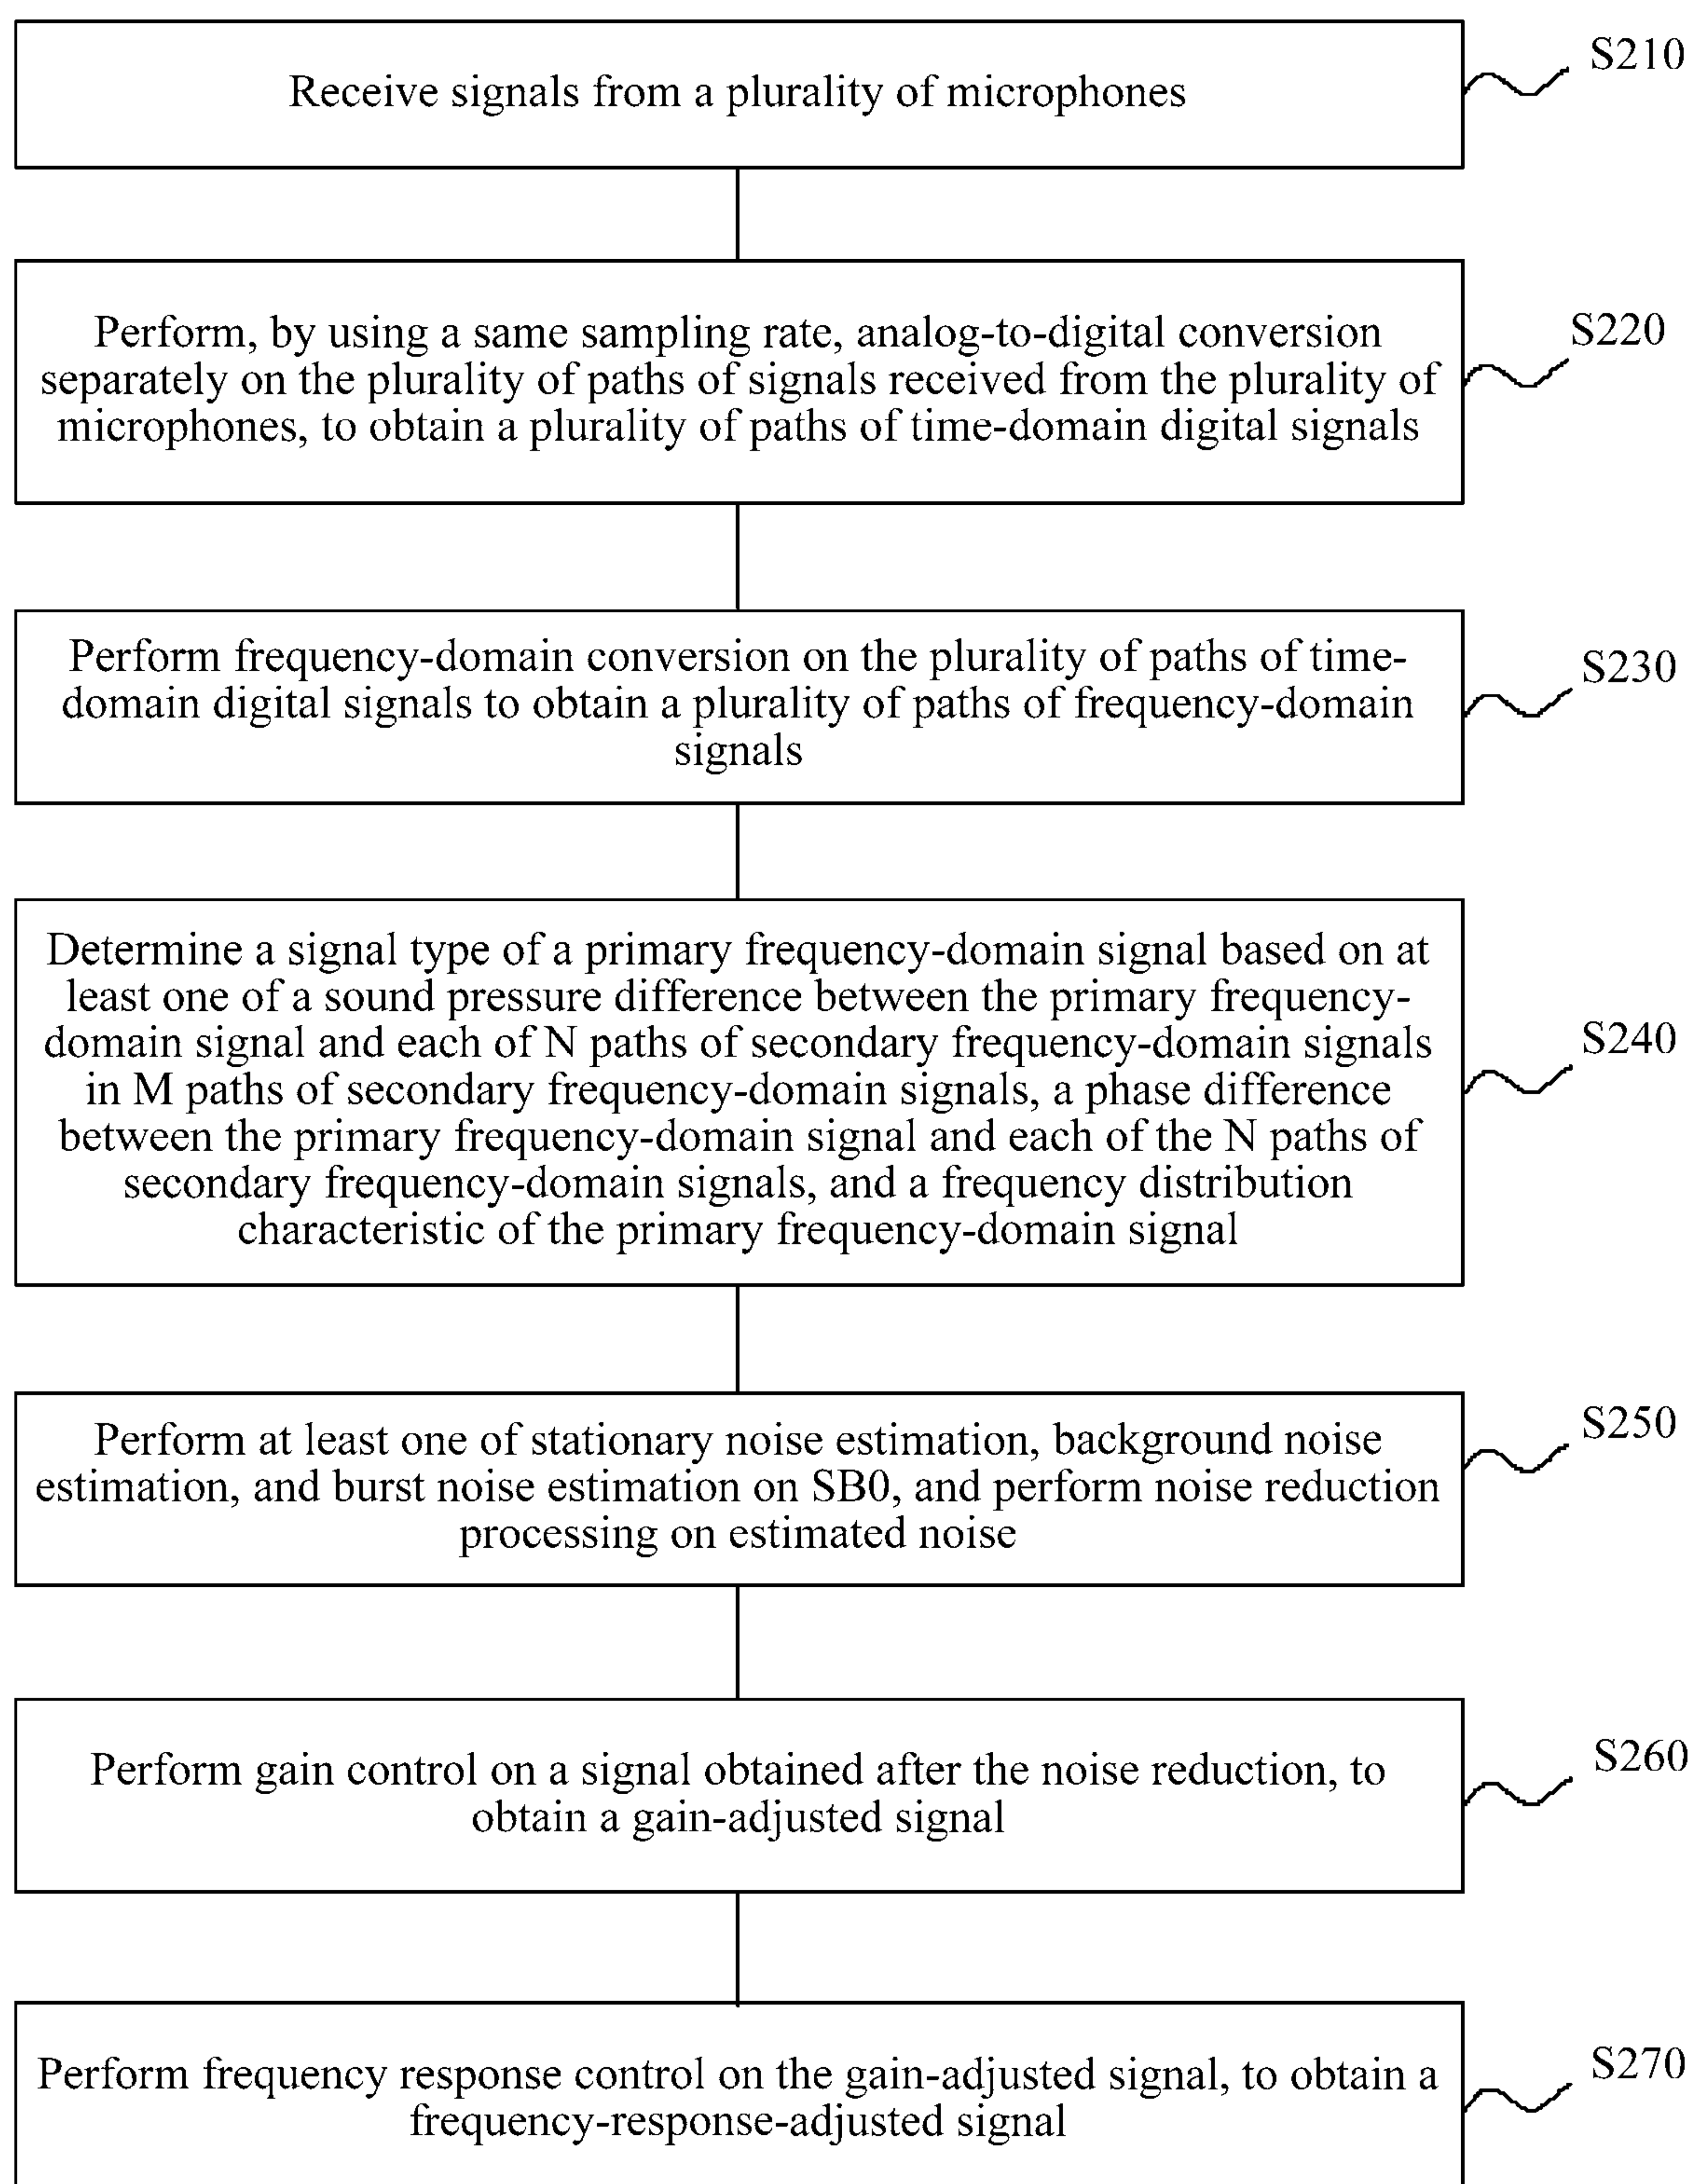 Receive signals from a plurality of microphones
S210
Perform, by using a same sampling rate, analog-to-digital conversion
separately on the plurality of paths of signals received from the plurality of
microphones, to obtain a plurality of paths of time-domain digital signals
S220
Perform frequency-domain conversion on the plurality of paths of time-
domain digital signals to obtain a plurality of paths of frequency-domain
signals
S230
Determine a signal type of a primary frequency-domain signal based on at
least one of a sound pressure difference between the primary frequency-
domain signal and each of N paths of secondary frequency-domain signals
in M paths of secondary frequency-domain signals, a phase difference
between the primary frequency-domain signal and each of the N paths of
secondary frequency-domain signals, and a frequency distribution
characteristic of the primary frequency-domain signal
S240
Perform at least one of stationary noise estimation, background noise
estimation, and burst noise estimation on SB0, and perform noise reduction
processing on estimated noise
S250
Perform gain control on a signal obtained after the noise reduction, to
obtain a gain-adjusted signal
S260
Perform frequency response control on the gain-adjusted signal, to obtain a
frequency-response-adjusted signal
S270